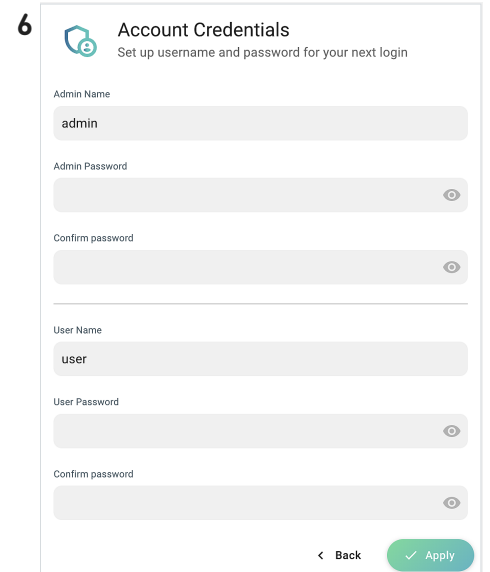 6
Account Credentials
Set up username and password for your next login
Admin Name
admin
Admin Password
Confirm password
User Name
user
User Password
Confirm password
Back
Apply